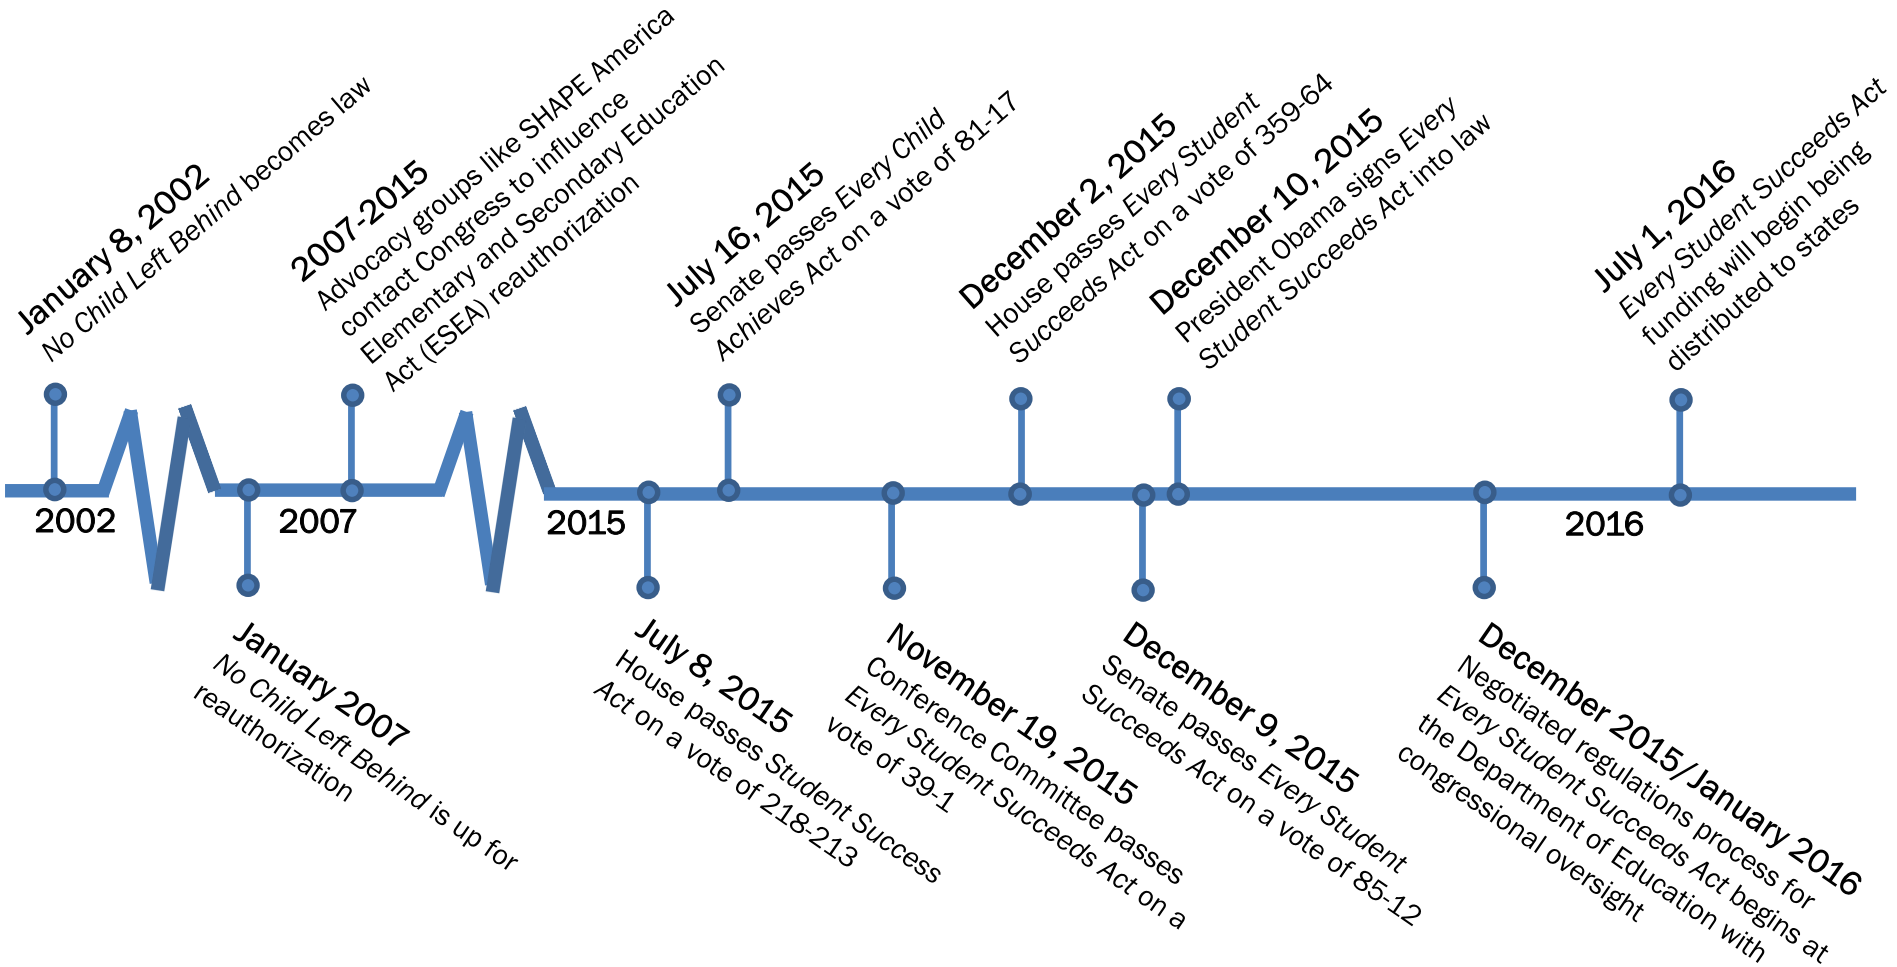 January 8, 2002
No Child Left Behind becomes law
2007-2015
Advocacy groups like SHAPE America
contact Congress to influence
Elementary and Secondary Education
Act (ESEA) reauthorization
July 16, 2015
Senate passes Every Child
Achieves Act on a vote of 81-17
December 2, 2015
House passes Every Student
Succeeds Act on a vote of 359-64
December 10, 2015
President Obama signs Every
Student Succeeds Act into law
July 1, 2016
Every Student Succeeds Act
funding will begin being
distributed to states
2002
2007
2015
2016
January 2007
No Child Left Behind is up for
reauthorization
July 8, 2015
House passes Student Success
Act on a vote of 218-213
November 19, 2015
Conference Committee passes
Every Student Succeeds Act on a
vote of 39-1
December 9, 2015
Senate passes Every Student
Succeeds Act on a vote of 85-12
December 2015/January 2016
Negotiated regulations process for
Every Student Succeeds Act begins at
the Department of Education with
congressional oversight